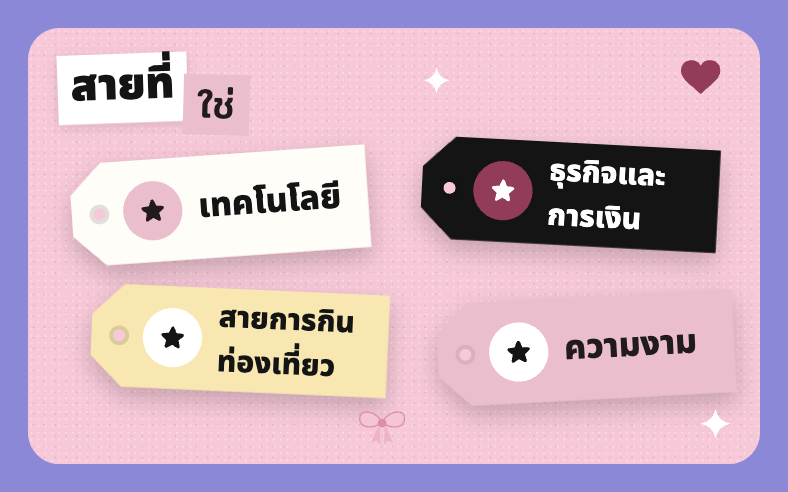 สายที่
ใช่
เทคโนโลยี
ธุรกิจและ
การเงิน
สายการกิน
ท่องเที่ยว
ความงาม